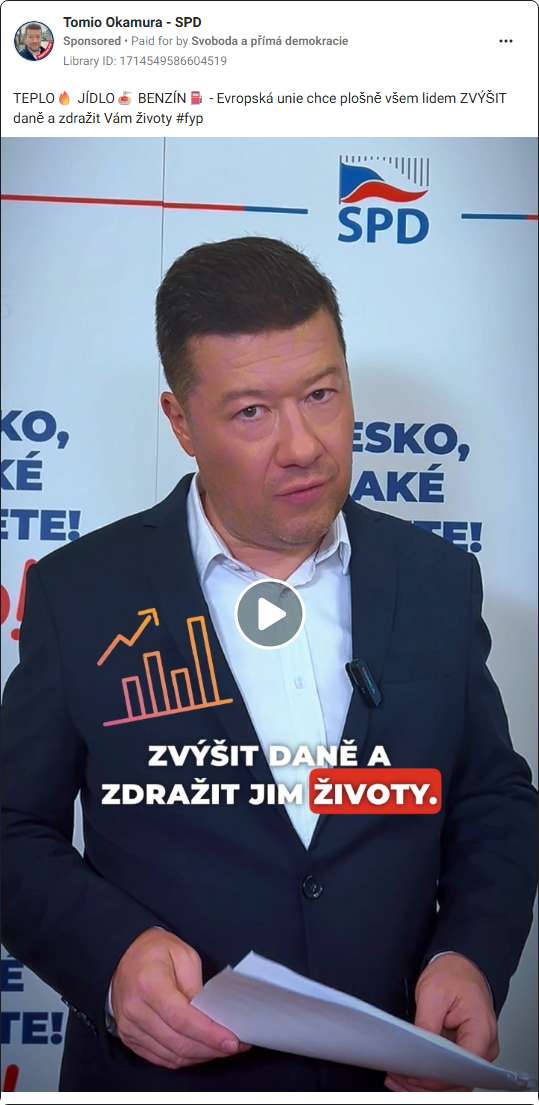 Tomio Okamura - SPD
Sponsored • Paid for by Svoboda a přímá demokracie
Library ID: 1714549586604519
TEPLO🔥 JÍDLO🍝 BENZÍN⛽ - Evropská unie chce plošně všem lidem ZVÝŠIT
daně a zdražit Vám životy #fyp
SPD
KO,
KÉ
ETE!
ESKO,
AKÉ
TE!
ZVÝŠIT DANĚ A
ZDRAŽIT JIM ŽIVOTY.
E
TE!